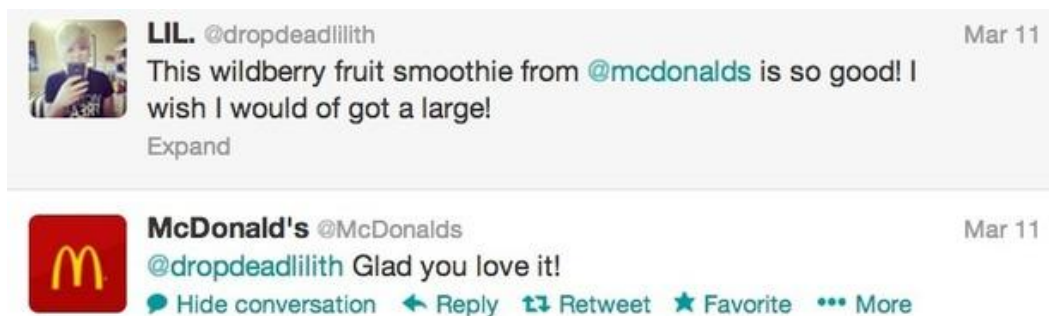 LIL. @dropdeadlilith Mar 11
This wildberry fruit smoothie from @mcdonalds is so good! I
wish I would of got a large!
Expand
McDonald's @McDonalds Mar 11
@dropdeadlilith Glad you love it!
Hide conversation Reply Retweet Favorite More